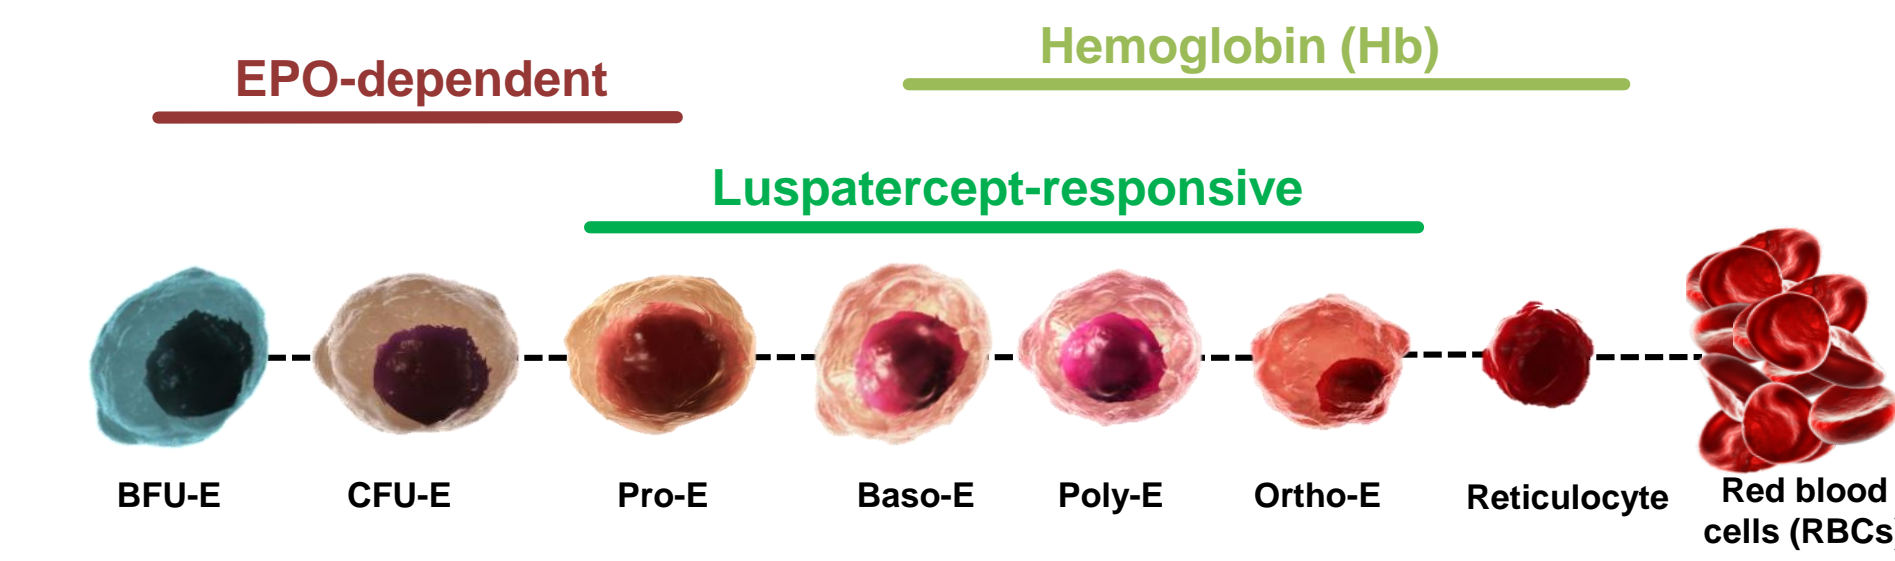 Hemoglobin (Hb)
EPO-dependent
Luspatercept-responsive
BFU-E
CFU-E
Pro-E
Baso-E
Poly-E
Ortho-E
Reticulocyte
Red blood
cells (RBCs)